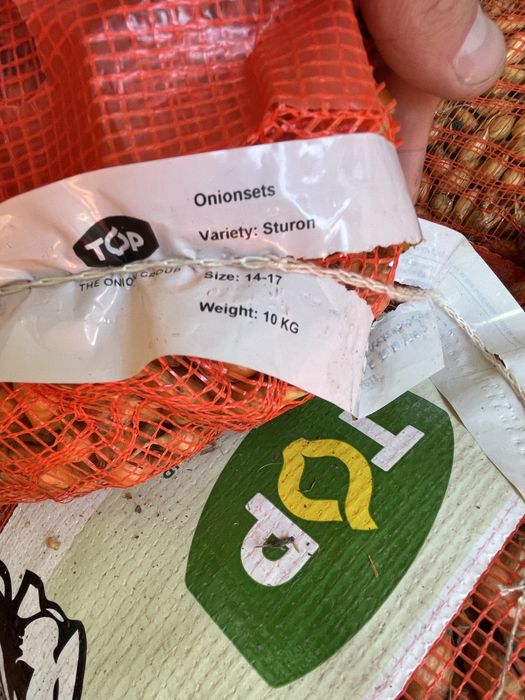 Onionsets
Variety: Sturon
TOP
THE ONION GROUP
Size: 14-17
Weight: 10 KG
TOP